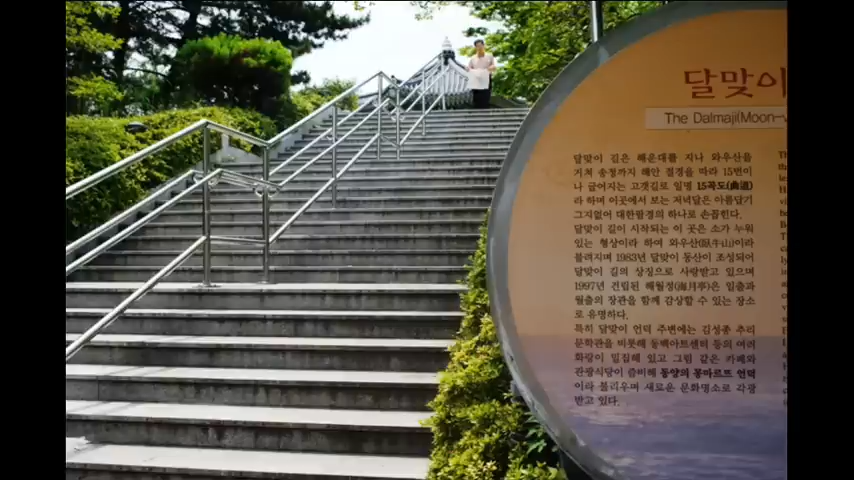 달맞이
The Dalmaji(Moon-v
달맞이 길은 해운대를 지나 와우산을
거쳐 송정까지 해안 절경을 따라 15번이
나 굽어지는 고갯길로 일명 15곡도(曲道)
라 하며 이곳에서 보는 저녁달은 아름답기
그지없어 대한팔경의 하나로 손꼽힌다.
달맞이 길이 시작되는 이 곳은 소가 누워
있는 형상이라 하여 와우산(臥牛山)이라
불려지며 1983년 달맞이 동산이 조성되어
달맞이 길의 상징으로 사랑받고 있으며
1997년 건립된 해월정(海月亭)은 일출과
월출의 장관을 함께 감상할 수 있는 장소
로 유명하다.
특히 달맞이 언덕 주변에는 김성종 추리
문학관을 비롯해 동백아트센터 등의 여러
화랑이 밀집해 있고 그림 같은 카페와
관광식당이 즐비해 동양의 몽마르트 언덕
이라 불리우며 새로운 문화명소로 각광
받고 있다.